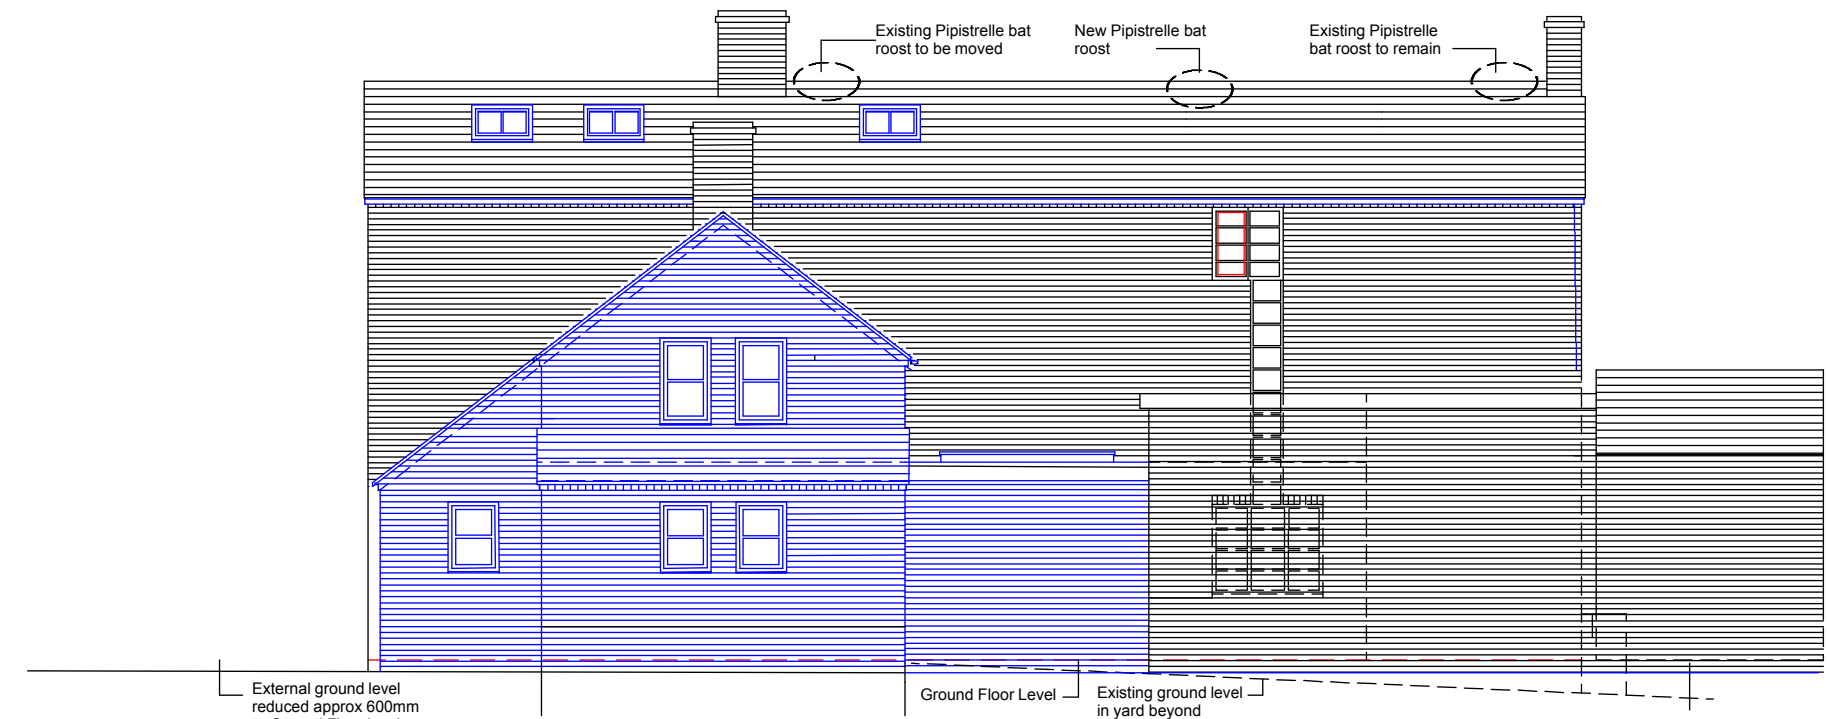 Existing Pipistrelle bat
roost to be moved
New Pipistrelle bat
roost
Existing Pipistrelle
bat roost to remain
External ground level
reduced approx 600mm
Ground Floor Level
Existing ground level
in yard beyond